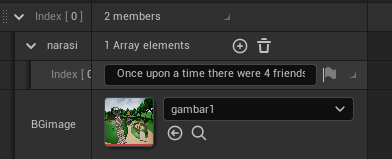 Index [ 0 ] 2 members
narasi 1 Array elements
Index [ 0 Once upon a time there were 4 friends
BGimage gambar1